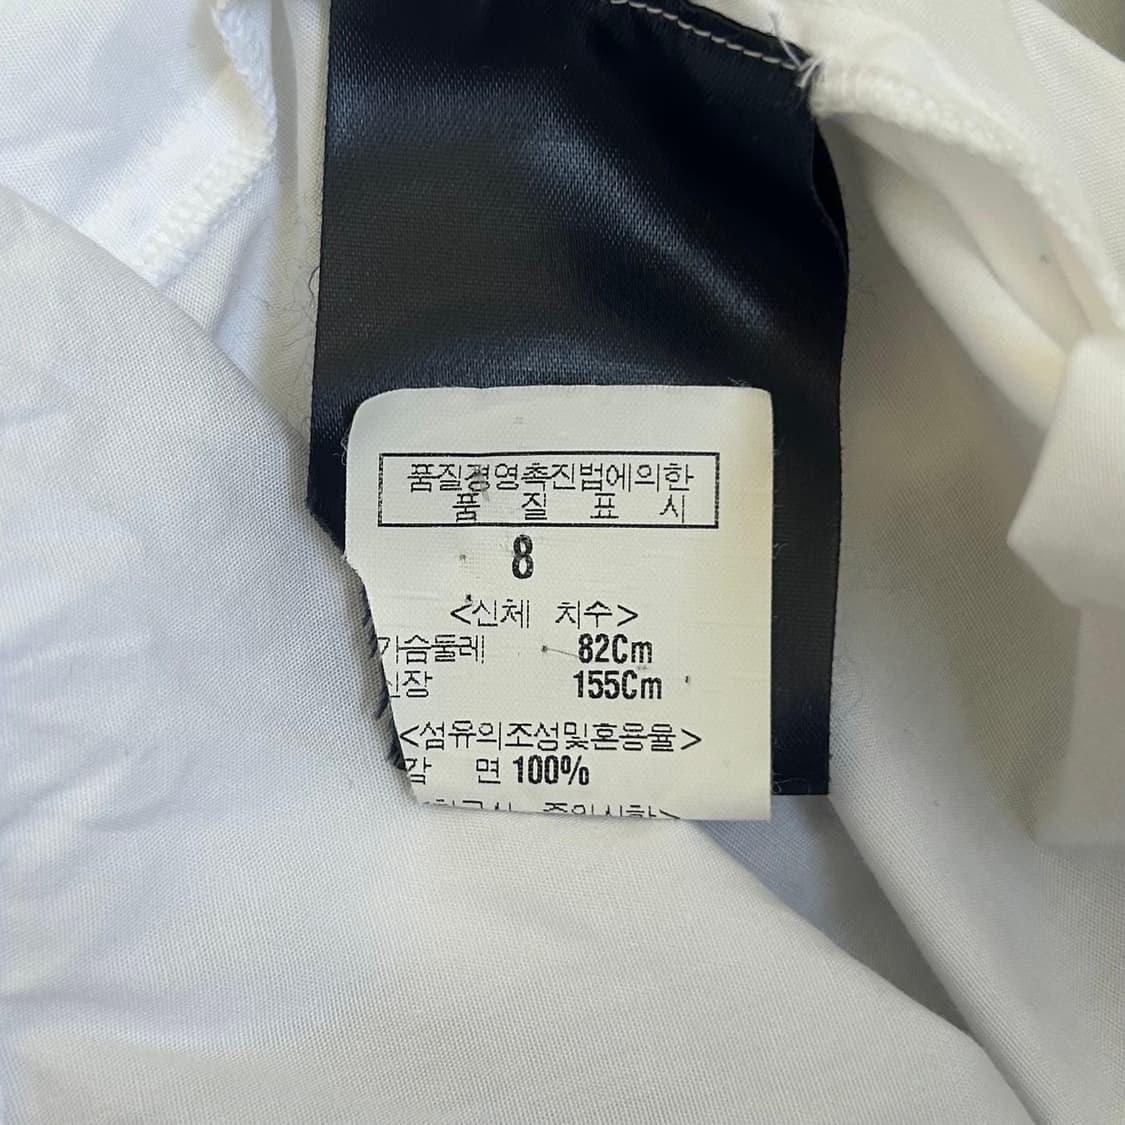 품질경영촉진법에의한
품 질 표 시
8
<신체 치수>
가슴둘레 82Cm
신장 155Cm
<섬유의조성및혼용율>
감 면 100%